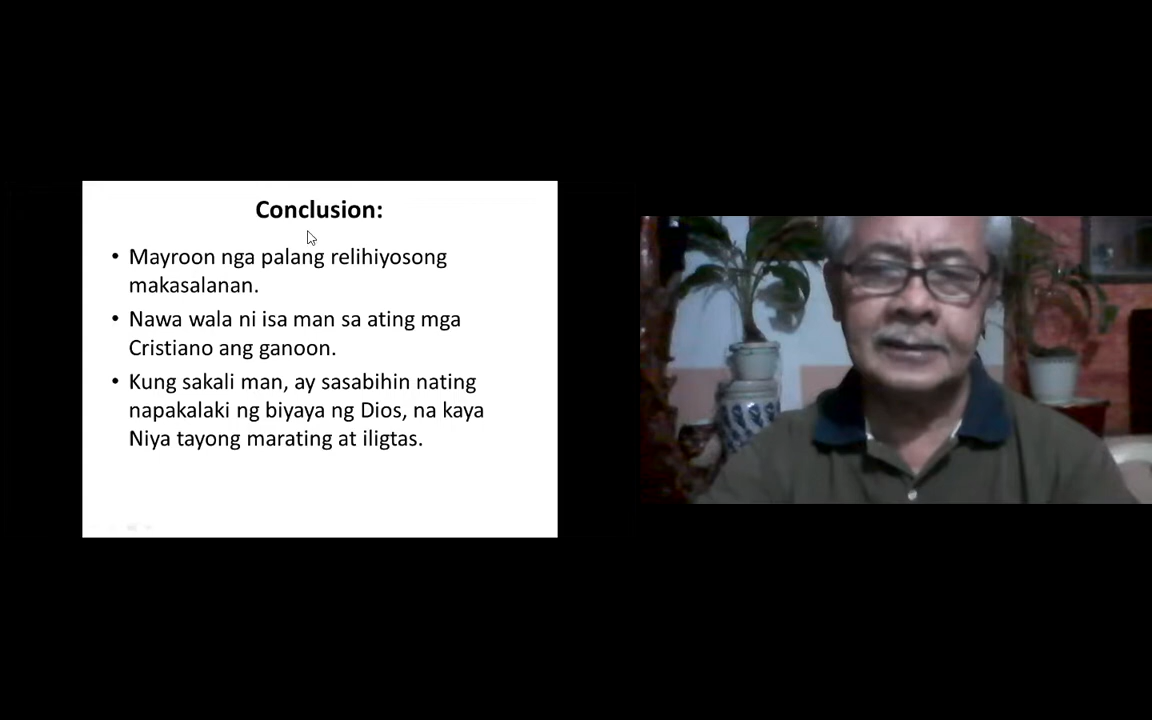 Conclusion:
• Mayroon nga palang relihiyosong
makasalanan.
• Nawa wala ni isa man sa ating mga
Cristiano ang ganoon.
• Kung sakali man, ay sasabihin nating
napakalaki ng biyaya ng Dios, na kaya
Niya tayong marating at iligtas.